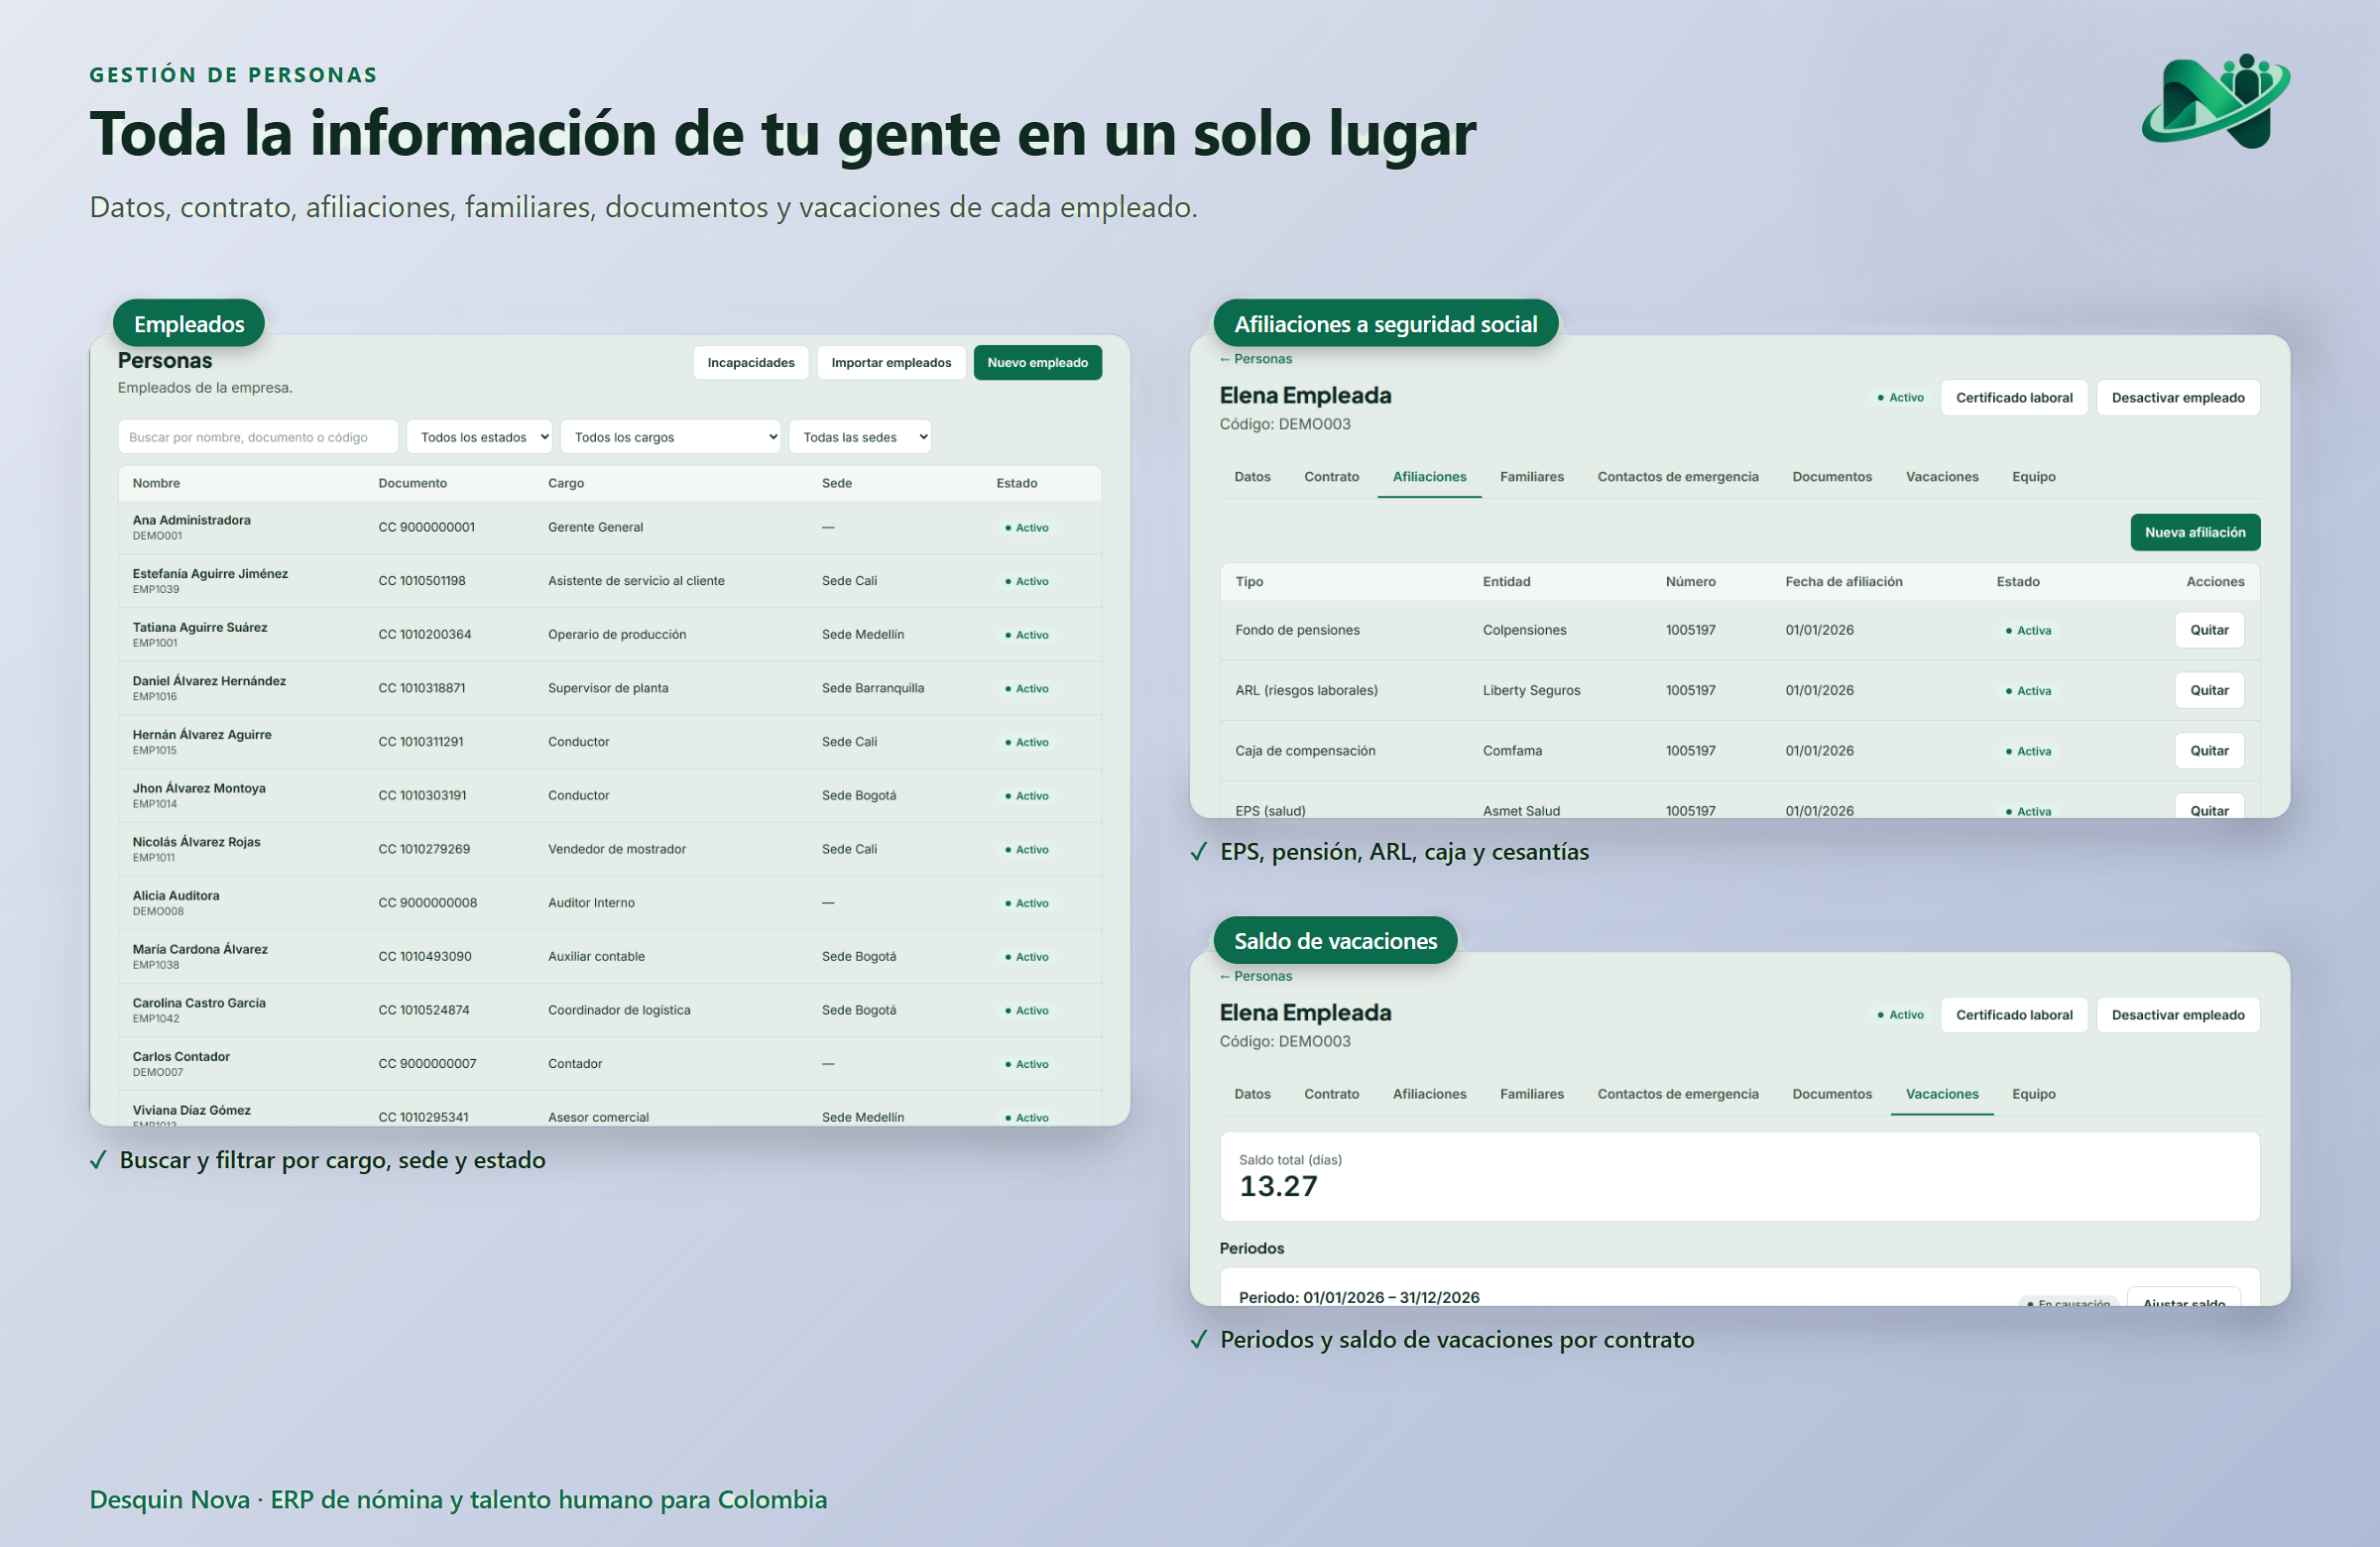 GESTIÓN DE PERSONAS
Toda la información de tu gente en un solo lugar
Datos, contrato, afiliaciones, familiares, documentos y vacaciones de cada empleado.
Empleados
Personas
Empleados de la empresa.
Incapacidades Importar empleados Nuevo empleado
Buscar por nombre, documento o código Todos los estados Todos los cargos Todas las sedes
Nombre Documento Cargo Sede Estado
Ana Administradora CC 9000000001 Gerente General — Activo
DEMO001
Estefanía Aguirre Jiménez CC 1010501198 Asistente de servicio al cliente Sede Cali Activo
EMP1039
Tatiana Aguirre Suárez CC 1010200364 Operario de producción Sede Medellín Activo
EMP1001
Daniel Álvarez Hernández CC 1010318871 Supervisor de planta Sede Barranquilla Activo
EMP1016
Hernán Álvarez Aguirre CC 1010311291 Conductor Sede Cali Activo
EMP1015
Jhon Álvarez Montoya CC 1010303191 Conductor Sede Bogotá Activo
EMP1014
Nicolás Álvarez Rojas CC 1010279269 Vendedor de mostrador Sede Cali Activo
EMP1011
Alicia Auditora CC 9000000008 Auditor Interno — Activo
DEMO008
María Cardona Álvarez CC 1010493090 Auxiliar contable Sede Bogotá Activo
EMP1038
Carolina Castro García CC 1010524874 Coordinador de logística Sede Bogotá Activo
EMP1042
Carlos Contador CC 9000000007 Contador — Activo
DEMO007
Viviana Díaz Gómez CC 1010295341 Asesor comercial Sede Medellín Activo
✓ Buscar y filtrar por cargo, sede y estado
Afiliaciones a seguridad social
← Personas
Elena Empleada Activo Certificado laboral Desactivar empleado
Código: DEMO003
Datos Contrato Afiliaciones Familiares Contactos de emergencia Documentos Vacaciones Equipo
Nueva afiliación
Tipo Entidad Número Fecha de afiliación Estado Acciones
Fondo de pensiones Colpensiones 1005197 01/01/2026 Activa Quitar
ARL (riesgos laborales) Liberty Seguros 1005197 01/01/2026 Activa Quitar
Caja de compensación Comfama 1005197 01/01/2026 Activa Quitar
EPS (salud) Asmet Salud 1005197 01/01/2026 Activa Quitar
✓ EPS, pensión, ARL, caja y cesantías
Saldo de vacaciones
← Personas
Elena Empleada Activo Certificado laboral Desactivar empleado
Código: DEMO003
Datos Contrato Afiliaciones Familiares Contactos de emergencia Documentos Vacaciones Equipo
Saldo total (días)
13.27
Periodos
Periodo: 01/01/2026 – 31/12/2026 En causación Ajustar saldo
✓ Periodos y saldo de vacaciones por contrato
Desquin Nova · ERP de nómina y talento humano para Colombia